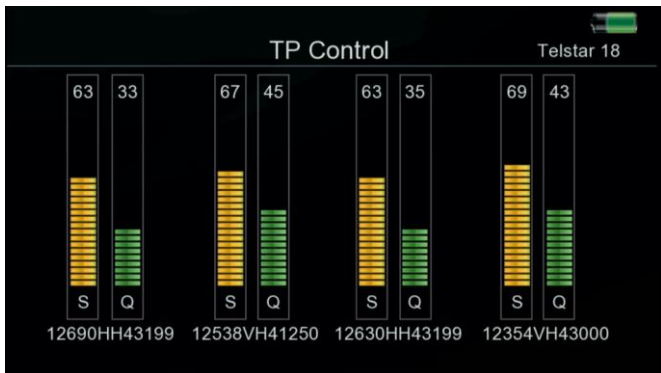 TP Control
Telstar 18
63 33 67 45 63 35 69 43
S Q S Q S Q S Q
12690HH43199 12538VH41250 12630HH43199 12354VH43000